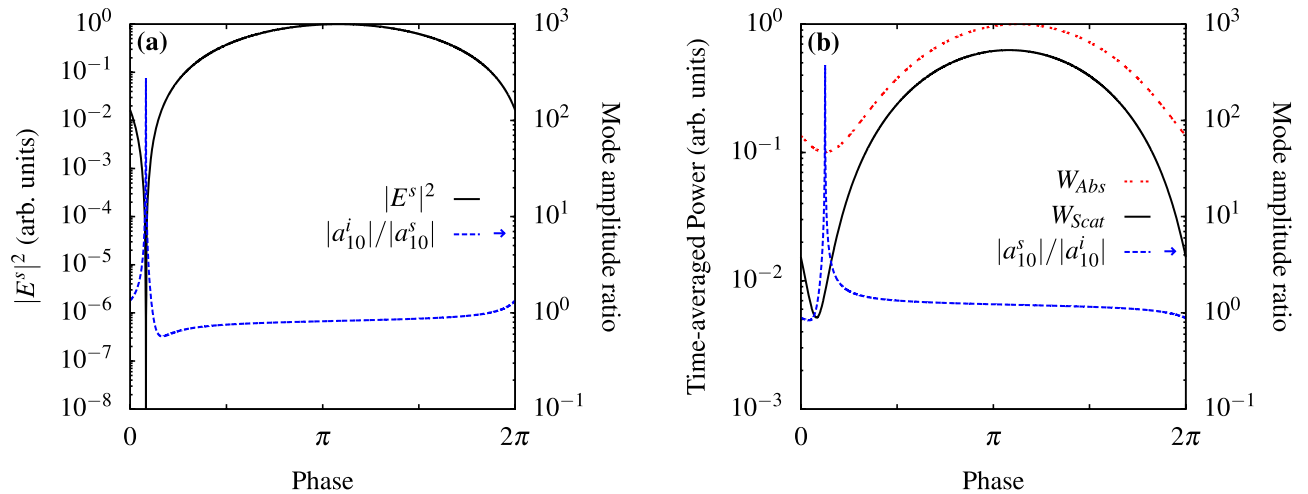 (a)
|E^s|^2 (arb. units)
10^0
10^-1
10^-2
10^-3
10^-4
10^-5
10^-6
10^-7
10^-8
|E^s|^2
|a^i_10|/|a^s_10| →
10^3
10^2
10^1
10^0
10^-1
Mode amplitude ratio
0 π 2π
Phase
(b)
Time-averaged Power (arb. units)
10^0
10^-1
10^-2
10^-3
W_Abs
W_Scat
|a^s_10|/|a^i_10| →
10^3
10^2
10^1
10^0
10^-1
Mode amplitude ratio
0 π 2π
Phase